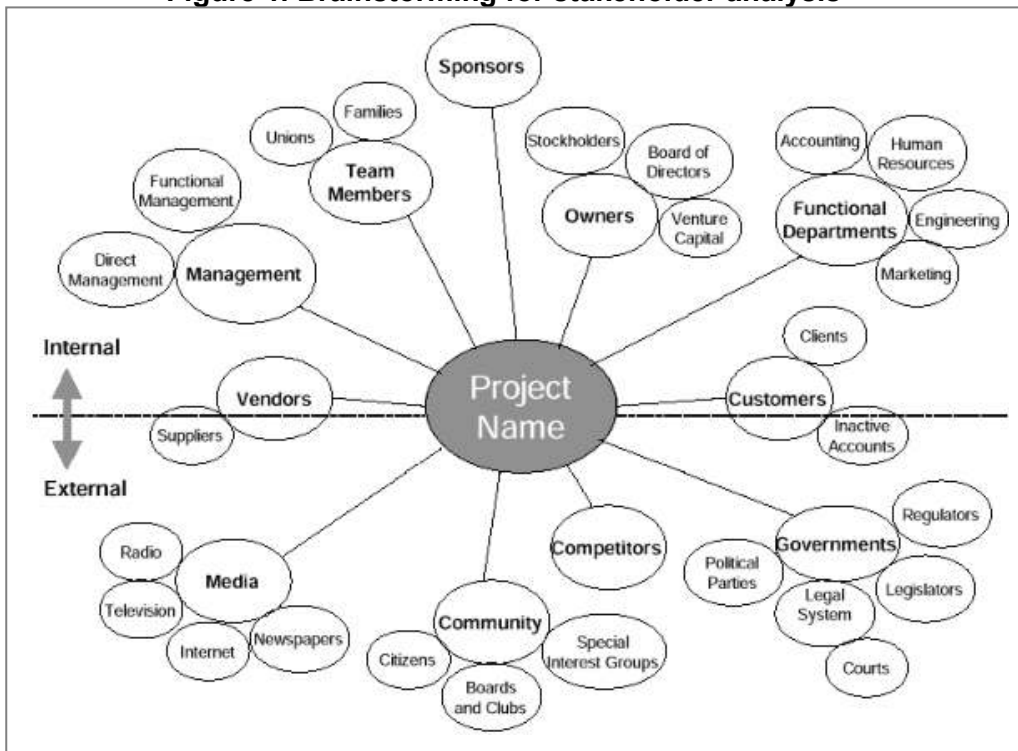 Figure 1: Brainstorming for stakeholder analysis
Sponsors
Families
Unions
Team
Members
Stockholders
Board of
Directors
Owners
Venture
Capital
Accounting
Human
Resources
Functional
Departments
Engineering
Marketing
Functional
Management
Direct
Management
Management
Clients
Internal
Project
Name
Vendors
Customers
Suppliers
Inactive
Accounts
External
Regulators
Radio
Media
Competitors
Governments
Political
Parties
Legislators
Television
Legal
System
Internet
Newspapers
Community
Citizens
Special
Interest Groups
Courts
Boards
and Clubs